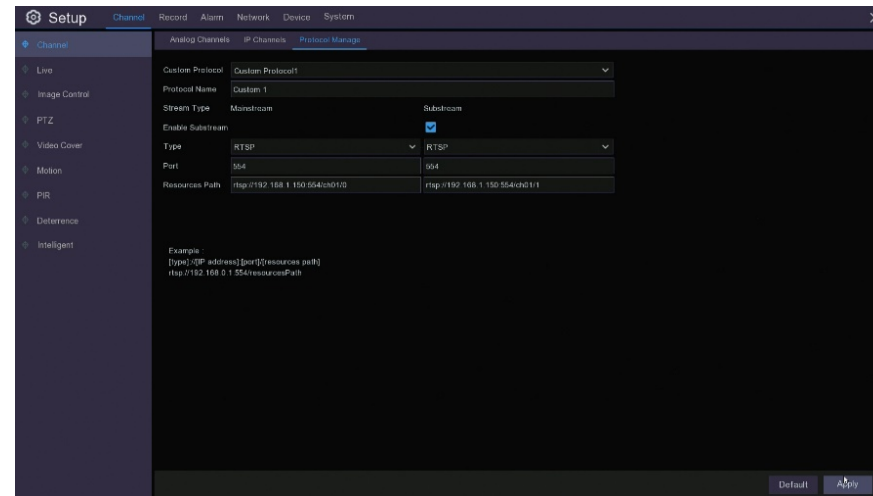 Setup Channel Record Alarm Network Device System
Channel
Live
Image Control
PTZ
Video Cover
Motion
PIR
Deterrence
Intelligent
Analog Channels IP Channels Protocol Manage
Custom Protocol Custom Protocol1
Protocol Name Custom 1
Stream Type Mainstream Substream
Enable Substream
Type RTSP RTSP
Port 554 554
Resources Path rtsp://192.168.1.150:554/ch01/0 rtsp://192.168.1.150:554/ch01/1
Example :
[type]://[IP address]:[port]/[resources path]
rtsp://192.168.0.1:554/resourcesPath
Default Apply